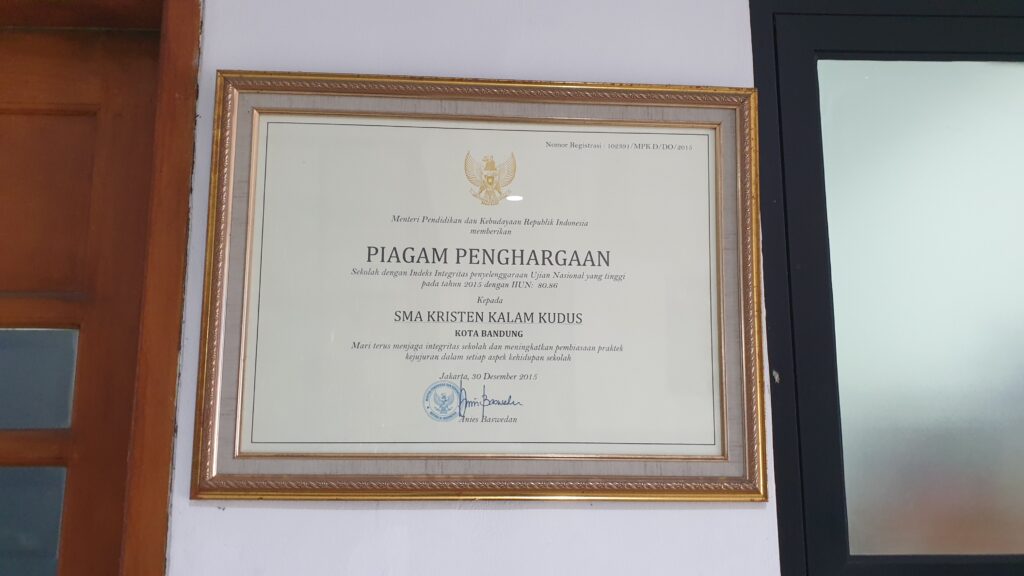 Nomor Registrasi : 102391/MPK D/DO/2015
Menteri Pendidikan dan Kebudayaan Republik Indonesia
memberikan
PIAGAM PENGHARGAAN
Sekolah dengan Indeks Integritas penyelenggaraan Ujian Nasional yang tinggi
pada tahun 2015 dengan IIUN: 80.86
Kepada
SMA KRISTEN KALAM KUDUS
KOTA BANDUNG
Mari terus menjaga integritas sekolah dan meningkatkan pembiasaan praktek
kejujuran dalam setiap aspek kehidupan sekolah
Jakarta, 30 Desember 2015
Anies Baswedan